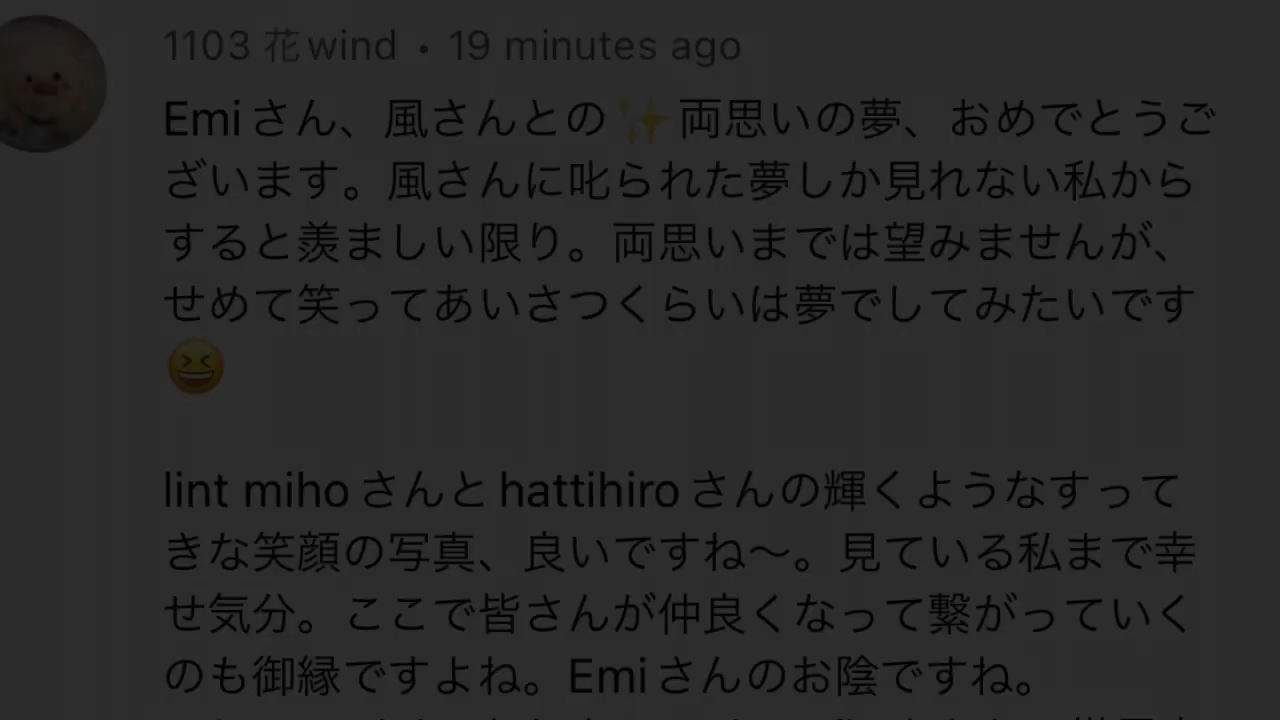 1103 花wind • 19 minutes ago
Emiさん、風さんとの✨両思いの夢、おめでとうご
ざいます。風さんに叱られた夢しか見れない私から
すると羨ましい限り。両思いまでは望みませんが、
せめて笑ってあいさつくらいは夢でしてみたいです
😆
lint mihoさんとhattihiroさんの輝くようなすって
きな笑顔の写真、良いですね〜。見ている私まで幸
せ気分。ここで皆さんが仲良くなって繋がっていく
のも御縁ですよね。Emiさんのお陰ですね。